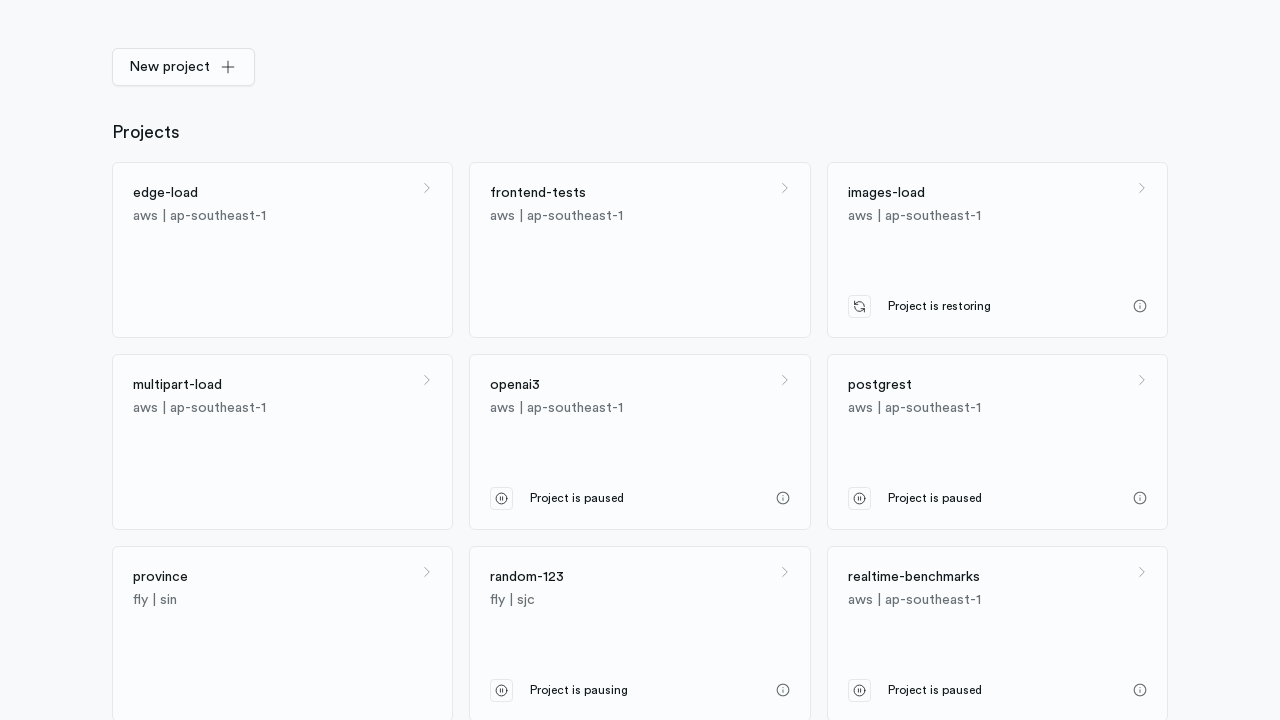 New project
Projects
edge-load
aws | ap-southeast-1
frontend-tests
aws | ap-southeast-1
images-load
aws | ap-southeast-1
Project is restoring
multipart-load
aws | ap-southeast-1
openai3
aws | ap-southeast-1
Project is paused
postgrest
aws | ap-southeast-1
Project is paused
province
fly | sin
random-123
fly | sjc
Project is pausing
realtime-benchmarks
aws | ap-southeast-1
Project is paused